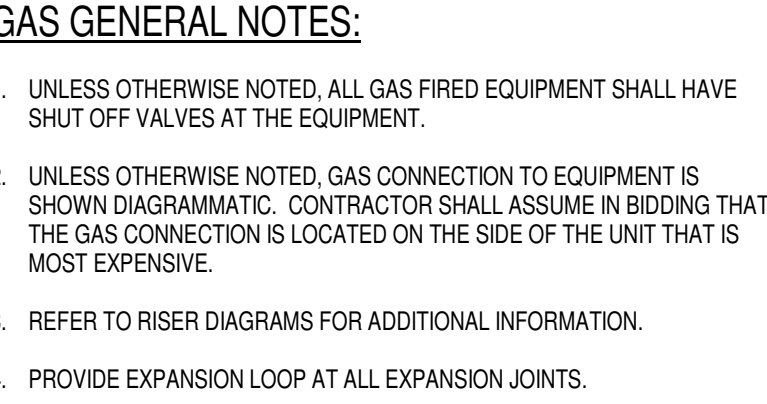 GAS GENERAL NOTES:
. UNLESS OTHERWISE NOTED, ALL GAS FIRED EQUIPMENT SHALL HAVE
SHUT OFF VALVES AT THE EQUIPMENT.
2. UNLESS OTHERWISE NOTED, GAS CONNECTION TO EQUIPMENT IS
SHOWN DIAGRAMMATIC. CONTRACTOR SHALL ASSUME IN BIDDING THAT
THE GAS CONNECTION IS LOCATED ON THE SIDE OF THE UNIT THAT IS
MOST EXPENSIVE.
3. REFER TO RISER DIAGRAMS FOR ADDITIONAL INFORMATION.
. PROVIDE EXPANSION LOOP AT ALL EXPANSION JOINTS.